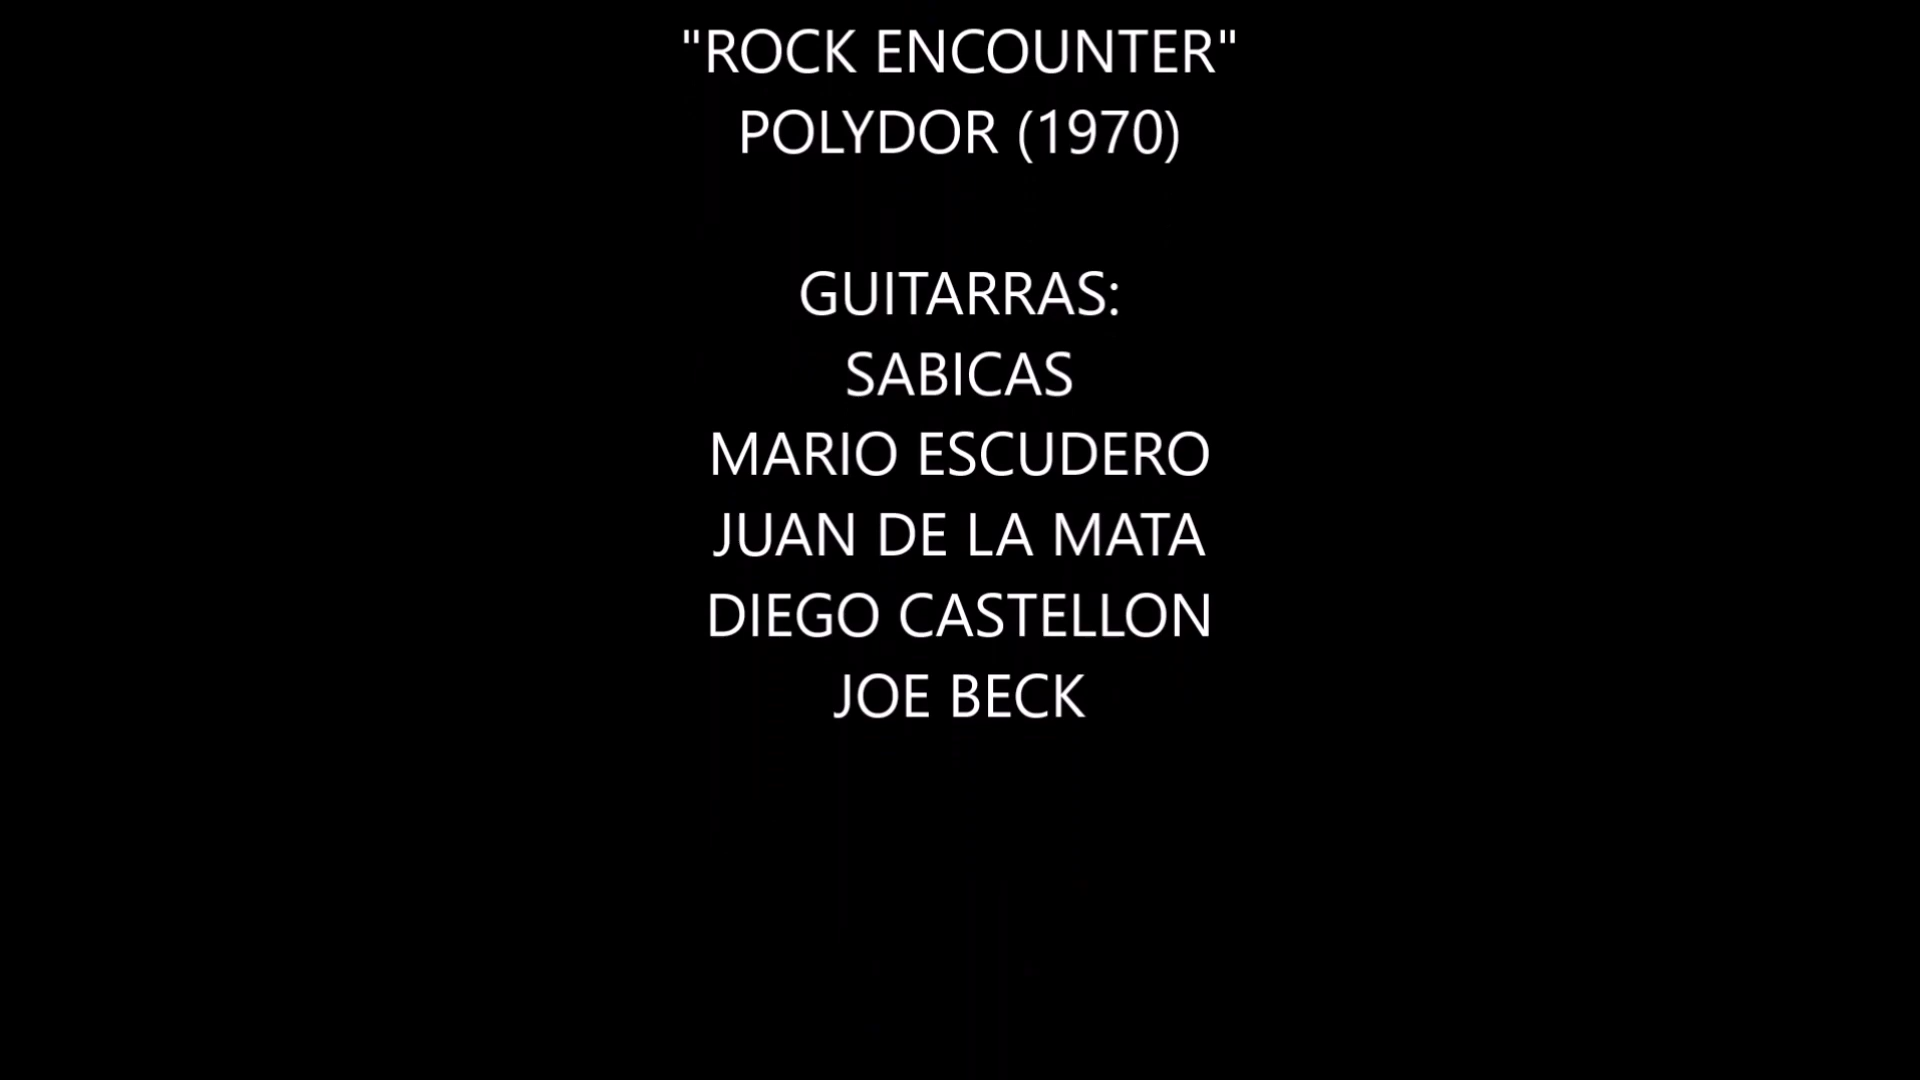 "ROCK ENCOUNTER"
POLYDOR (1970)
GUITARRAS:
SABICAS
MARIO ESCUDERO
JUAN DE LA MATA
DIEGO CASTELLON
JOE BECK